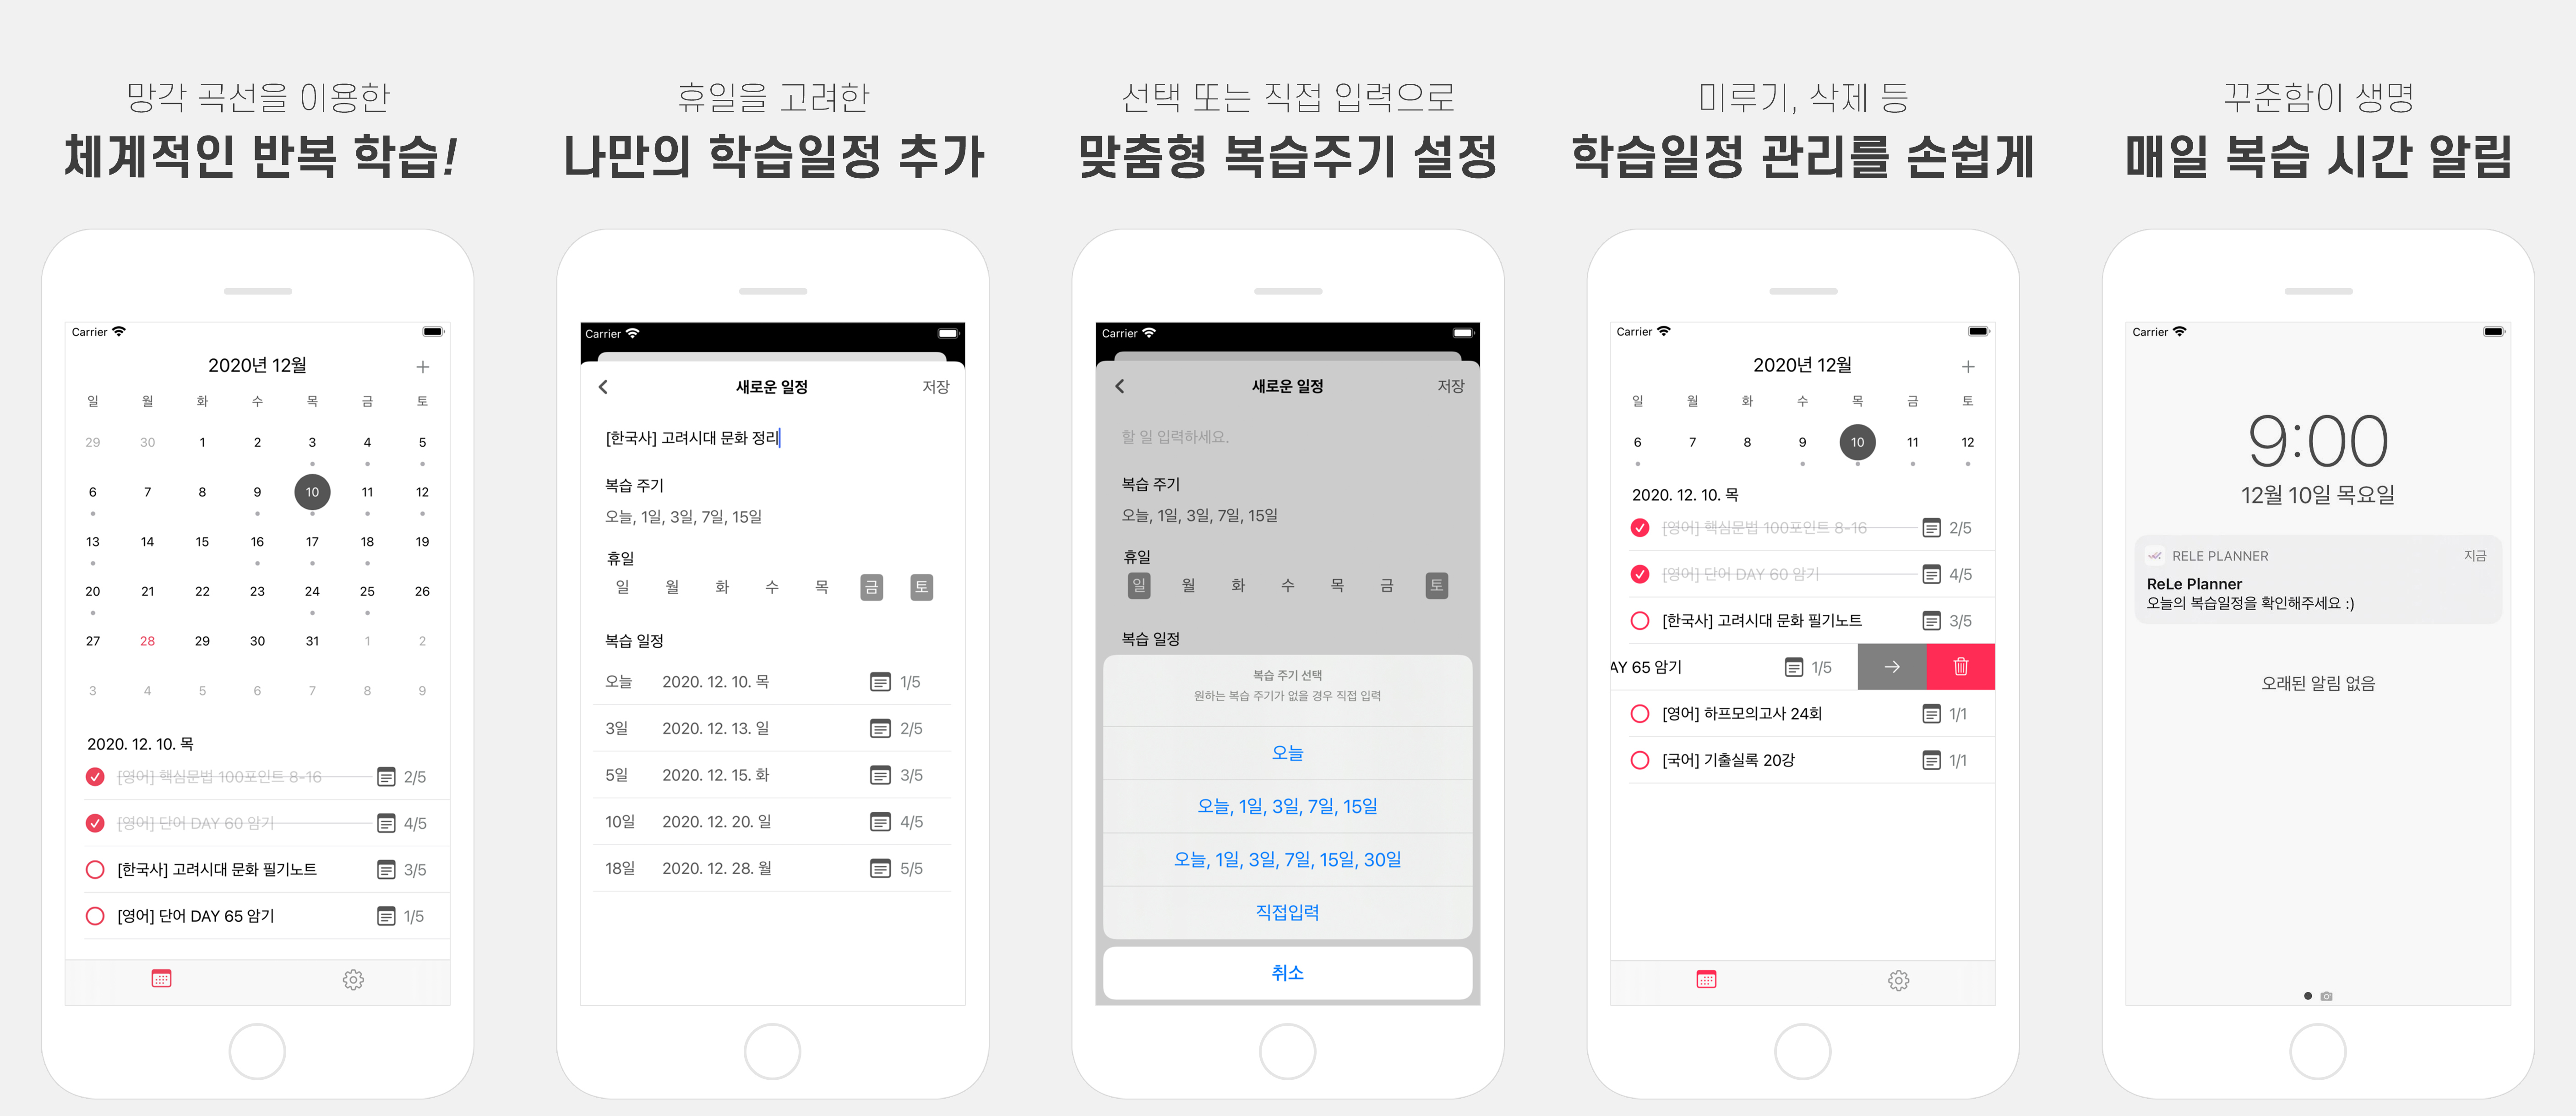 망각 곡선을 이용한
체계적인 반복 학습!
Carrier
2020년 12월
일 월 화 수 목 금 토
29 30 1 2 3 4 5
6 7 8 9 10 11 12
13 14 15 16 17 18 19
20 21 22 23 24 25 26
27 28 29 30 31 1 2
3 4 5 6 7 8 9
2020. 12. 10. 목
[영어] 핵심문법 100포인트 8-16 2/5
[영어] 단어 DAY 60 암기 4/5
[한국사] 고려시대 문화 필기노트 3/5
[영어] 단어 DAY 65 암기 1/5
휴일을 고려한
나만의 학습일정 추가
Carrier
새로운 일정 저장
[한국사] 고려시대 문화 정리
복습 주기
오늘, 1일, 3일, 7일, 15일
휴일
일 월 화 수 목 금 토
복습 일정
오늘 2020. 12. 10. 목 1/5
3일 2020. 12. 13. 일 2/5
5일 2020. 12. 15. 화 3/5
10일 2020. 12. 20. 일 4/5
18일 2020. 12. 28. 월 5/5
선택 또는 직접 입력으로
맞춤형 복습주기 설정
Carrier
새로운 일정 저장
할 일 입력하세요.
복습 주기
오늘, 1일, 3일, 7일, 15일
휴일
일 월 화 수 목 금 토
복습 일정
복습 주기 선택
원하는 복습 주기가 없을 경우 직접 입력
오늘
오늘, 1일, 3일, 7일, 15일
오늘, 1일, 3일, 7일, 15일, 30일
직접입력
취소
미루기, 삭제 등
학습일정 관리를 손쉽게
Carrier
2020년 12월
일 월 화 수 목 금 토
6 7 8 9 10 11 12
2020. 12. 10. 목
[영어] 핵심문법 100포인트 8-16 2/5
[영어] 단어 DAY 60 암기 4/5
[한국사] 고려시대 문화 필기노트 3/5
AY 65 암기 1/5
[영어] 하프모의고사 24회 1/1
[국어] 기출실록 20강 1/1
꾸준함이 생명
매일 복습 시간 알림
Carrier
9:00
12월 10일 목요일
RELE PLANNER 지금
ReLe Planner
오늘의 복습일정을 확인해주세요 :)
오래된 알림 없음